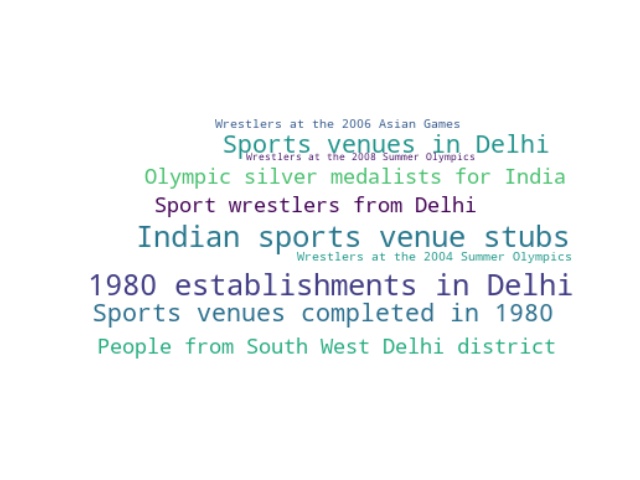 Wrestlers at the 2006 Asian Games
Sports venues in Delhi
Wrestlers at the 2008 Summer Olympics
Olympic silver medalists for India
Sport wrestlers from Delhi
Indian sports venue stubs
Wrestlers at the 2004 Summer Olympics
1980 establishments in Delhi
Sports venues completed in 1980
People from South West Delhi district